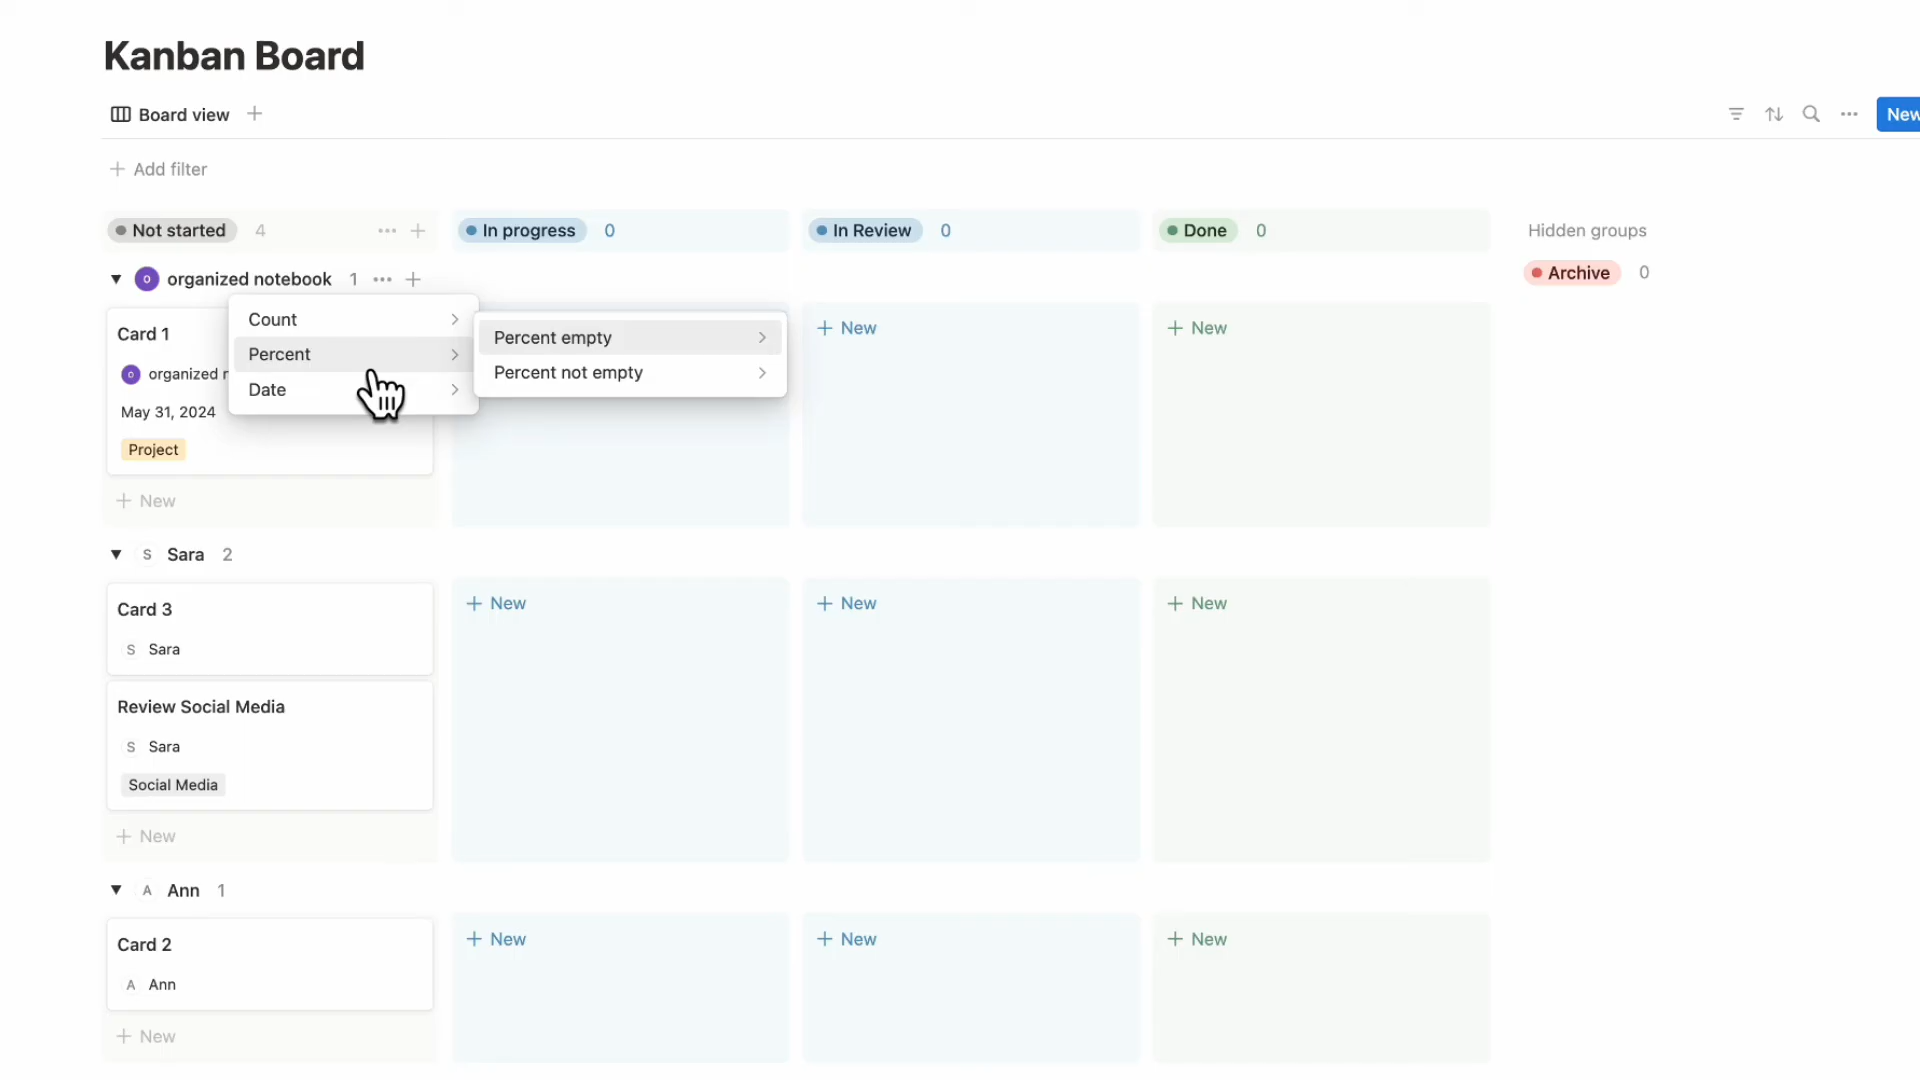 Kanban Board
Board view
New
Add filter
Not started 4
In progress 0
In Review 0
Done 0
Hidden groups
o organized notebook 1
Archive 0
Count
Percent
Date
Percent empty
Percent not empty
Card 1
o organized
May 31, 2024
Project
New
New
New
S Sara 2
Card 3
S Sara
Review Social Media
S Sara
Social Media
New
New
New
New
A Ann 1
Card 2
A Ann
New
New
New
New